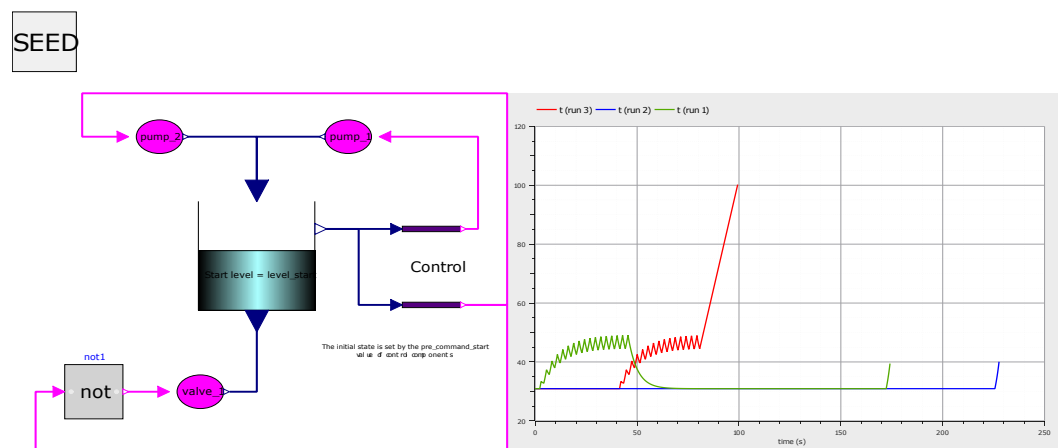 SEED
pump_2
pump_1
Start level = level_start
Control
The initial state is set by the pre_command_start
value of control components
not1
not
valve_1
t (run 3) t (run 2) t (run 1)
120
100
80
60
40
20
0 50 100 150 200 250
time (s)